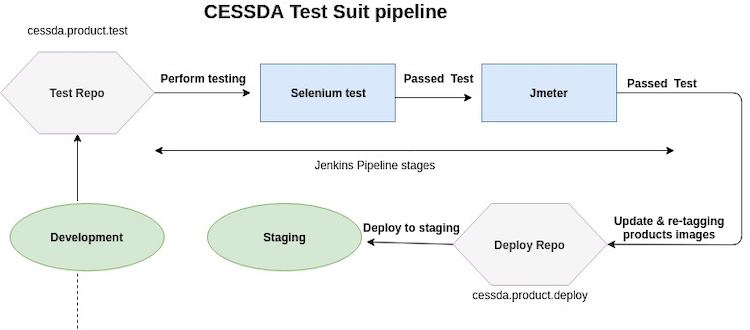 CESSDA Test Suit pipeline
cessda.product.test
Test Repo
Perform testing
Selenium test
Passed Test
Jmeter
Passed Test
Jenkins Pipeline stages
Development
Staging
Deploy to staging
Deploy Repo
Update & re-tagging
products images
cessda.product.deploy